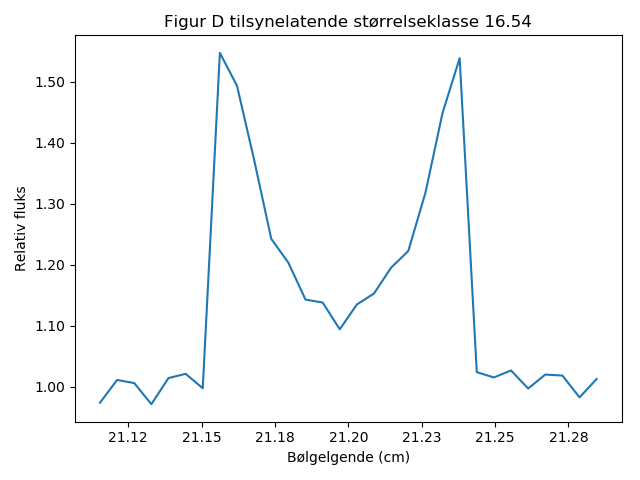 Figur D tilsynelatende størrelseklasse 16.54
Relativ fluks
1.50
1.40
1.30
1.20
1.10
1.00
21.12 21.15 21.18 21.20 21.23 21.25 21.28
Bølgelgende (cm)